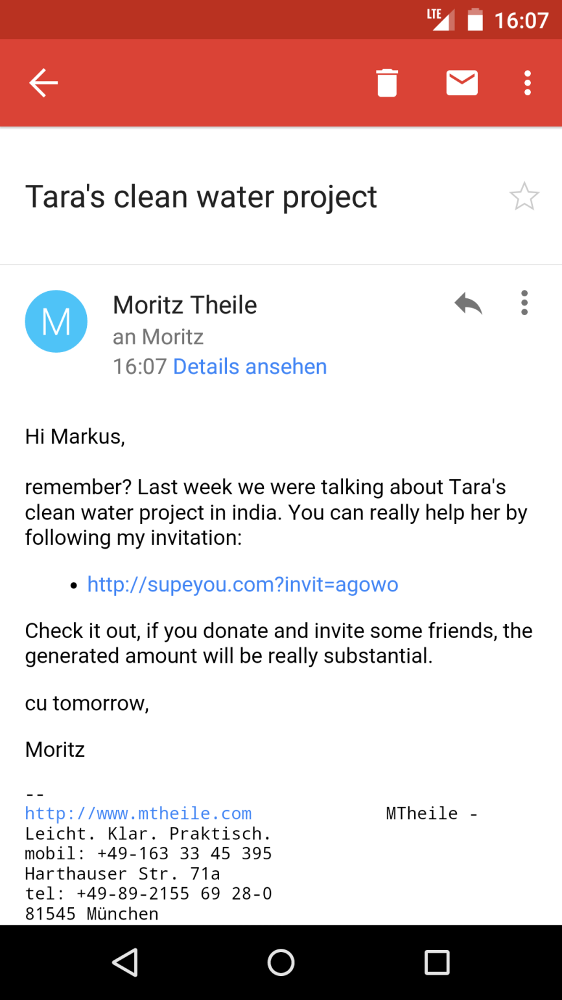 LTE 16:07
Tara's clean water project
M
Moritz Theile
an Moritz
16:07 Details ansehen
Hi Markus,
remember? Last week we were talking about Tara's
clean water project in india. You can really help her by
following my invitation:
• http://supeyou.com?invit=agowo
Check it out, if you donate and invite some friends, the
generated amount will be really substantial.
cu tomorrow,
Moritz
--
http://www.mtheile.com MTheile -
Leicht. Klar. Praktisch.
mobil: +49-163 33 45 395
Harthauser Str. 71a
tel: +49-89-2155 69 28-0
81545 München